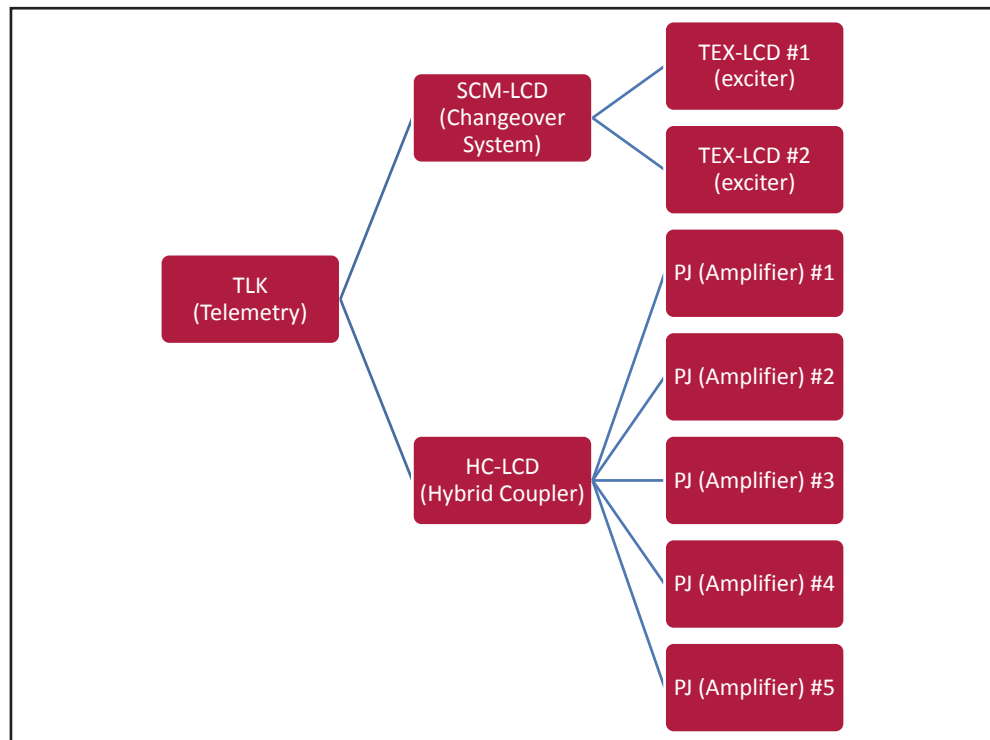 TLK
(Telemetry)
SCM-LCD
(Changeover
System)
TEX-LCD #1
(exciter)
TEX-LCD #2
(exciter)
HC-LCD
(Hybrid Coupler)
PJ (Amplifier) #1
PJ (Amplifier) #2
PJ (Amplifier) #3
PJ (Amplifier) #4
PJ (Amplifier) #5